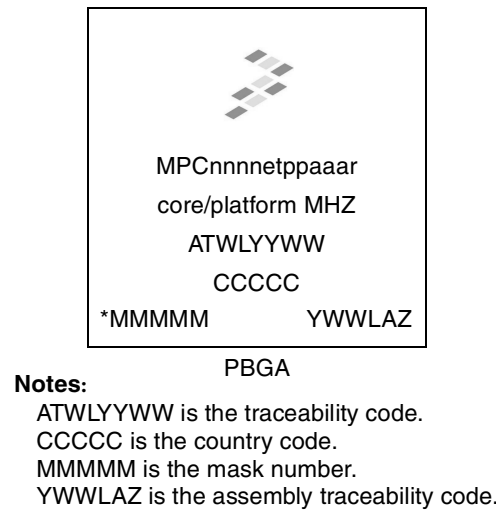 MPCnnnnetppaaar
core/platform MHZ
ATWLYYWW
CCCCC
*MMMMM YWWLAZ
PBGA
Notes:
ATWLYYWW is the traceability code.
CCCCC is the country code.
MMMMM is the mask number.
YWWLAZ is the assembly traceability code.